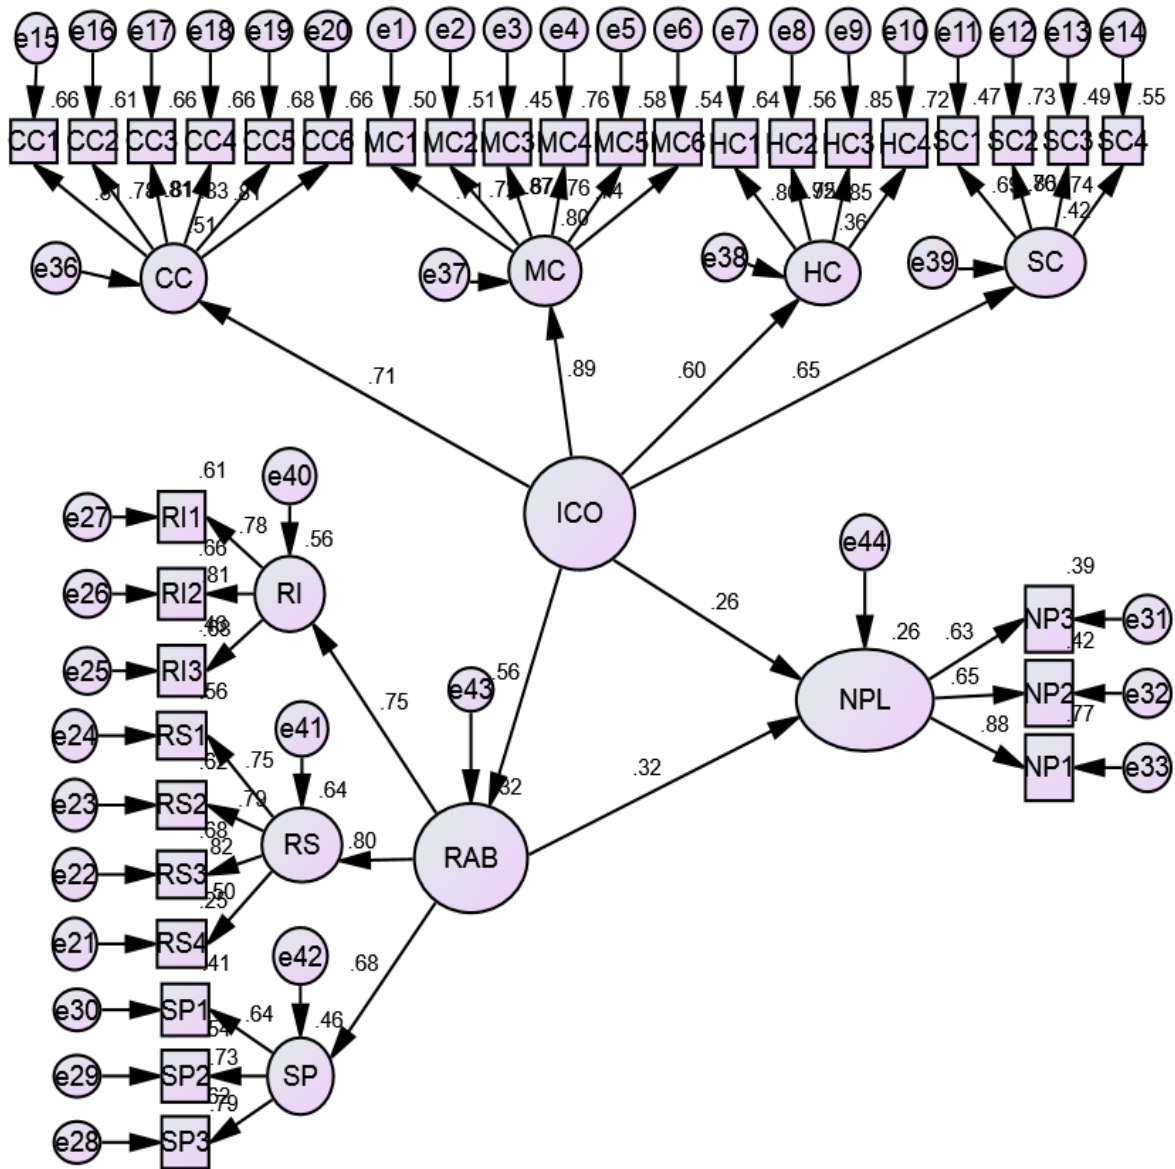 e15 e16 e17 e18 e19 e20 e1 e2 e3 e4 e5 e6 e7 e8 e9 e10 e11 e12 e13 e14
.66 .61 .66 .66 .68 .66 .50 .51 .45 .76 .58 .54 .64 .56 .85 .72 .47 .73 .49 .55
CC1 CC2 CC3 CC4 CC5 CC6 MC1 MC2 MC3 MC4 MC5 MC6 HC1 HC2 HC3 HC4 SC1 SC2 SC3 SC4
.78 .81 .83 .81 .87 .76 .85 .74
.51 .80 .36 .42
e36 CC e37 MC e38 HC e39 SC
.71 .89 .60 .65
ICO
.61 e40
e27 RI1 .78 .56
.66
e26 RI2 .81 RI
e25 RI3
.56
e44
.26
.39
.26 .63 NP3 e31
.42
NPL .65 NP2 e32
.77
.88 NP1 e33
.56
e43
.75
.32
e24 RS1 .75 e41
.62
e23 RS2 .79 .64
.68
e22 RS3 .82 RS .80 RAB
.32
.50
.25
e21 RS4
.41 e42 .68
e30 SP1 .64 .46
.54
e29 SP2 .73 SP
.62
e28 SP3 .79